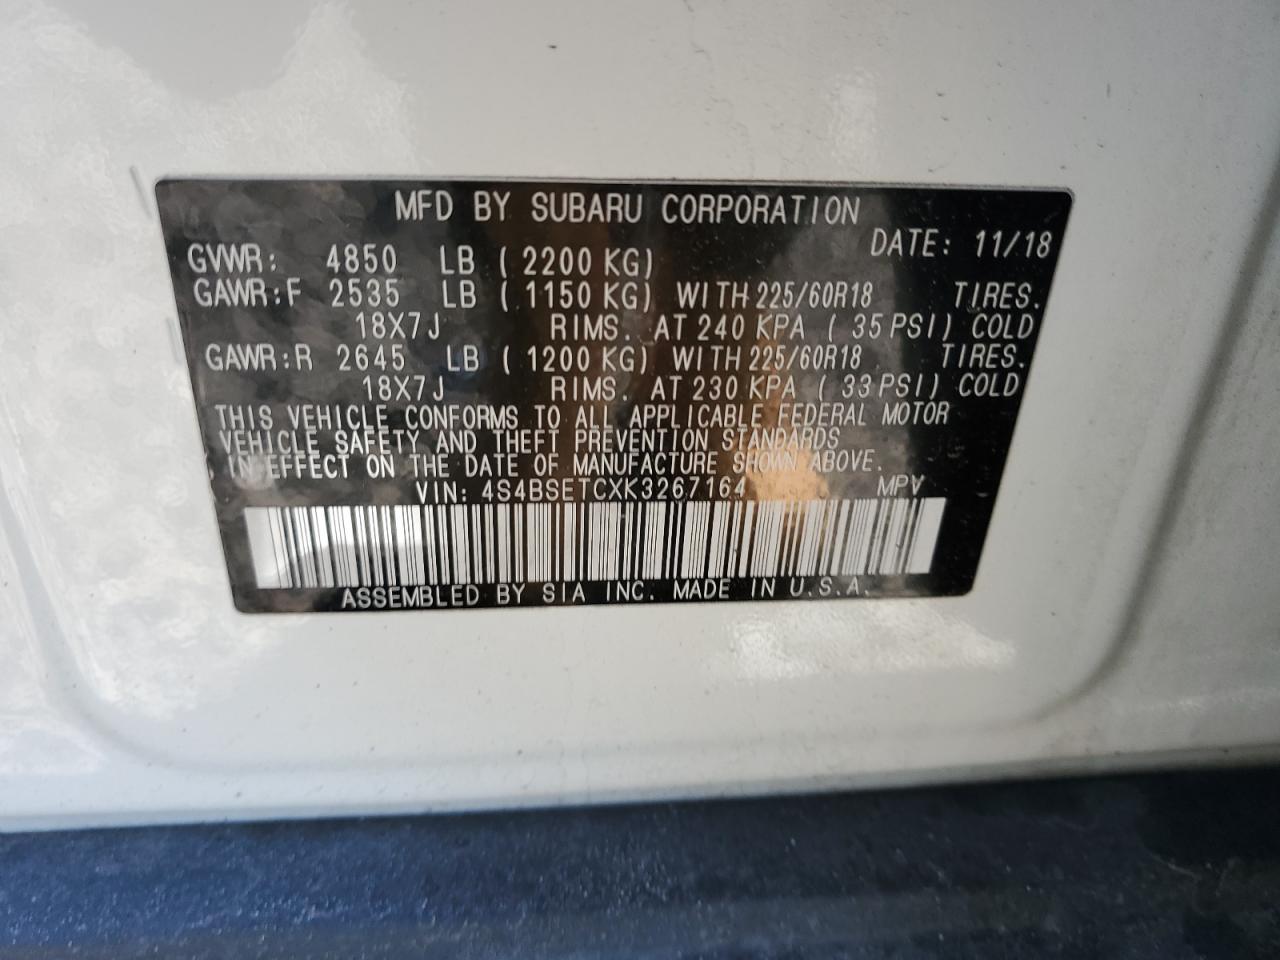 MFD BY SUBARU CORPORATION
DATE: 11/18
GVWR: 4850 LB ( 2200 KG)
GAWR:F 2535 LB ( 1150 KG) WITH 225/60R18 TIRES.
18X7J RIMS. AT 240 KPA ( 35 PSI) COLD
GAWR:R 2645 LB ( 1200 KG) WITH 225/60R18 TIRES.
18X7J RIMS. AT 230 KPA ( 33 PSI) COLD
THIS VEHICLE CONFORMS TO ALL APPLICABLE FEDERAL MOTOR
VEHICLE SAFETY AND THEFT PREVENTION STANDARDS
IN EFFECT ON THE DATE OF MANUFACTURE SHOWN ABOVE.
VIN: 4S4BSETCXK3267164 MPV
ASSEMBLED BY SIA INC. MADE IN U.S.A.